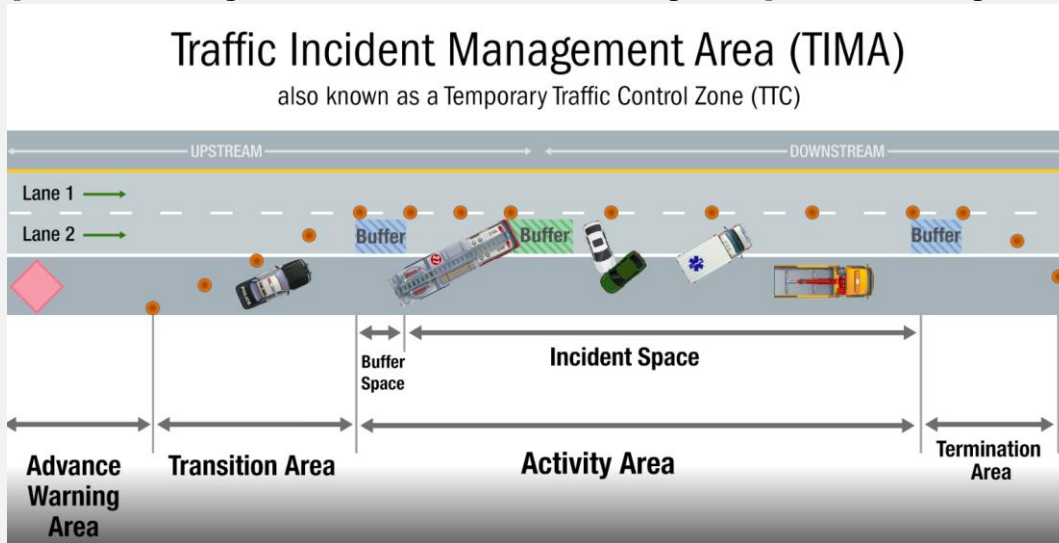 Traffic Incident Management Area (TIMA)
also known as a Temporary Traffic Control Zone (TTC)
UPSTREAM
DOWNSTREAM
Lane 1
Lane 2
Buffer
Buffer
Buffer
POLICE
Buffer
Space
Incident Space
Advance
Warning
Area
Transition Area
Activity Area
Termination
Area